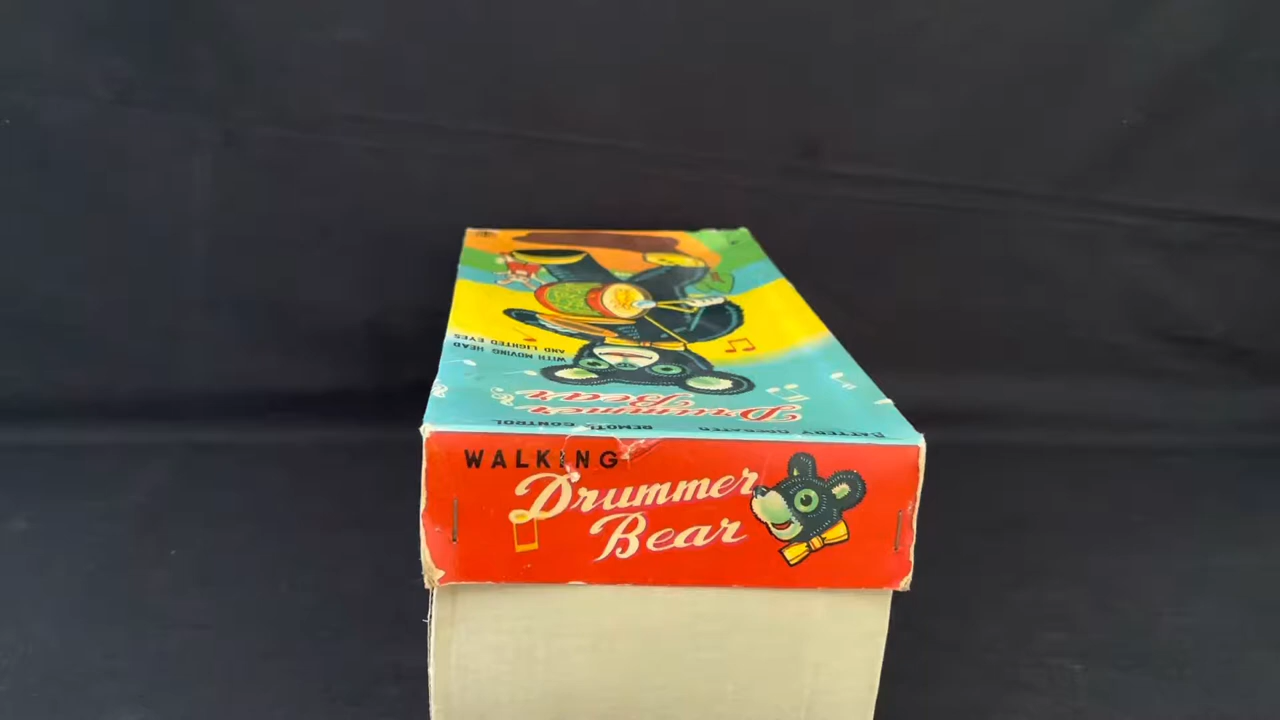 WITH MOVING HEAD
AND LIGHTED EYES
Drummer
Bear
BATTERY OPERATED REMOTE CONTROL
WALKING
Drummer
Bear